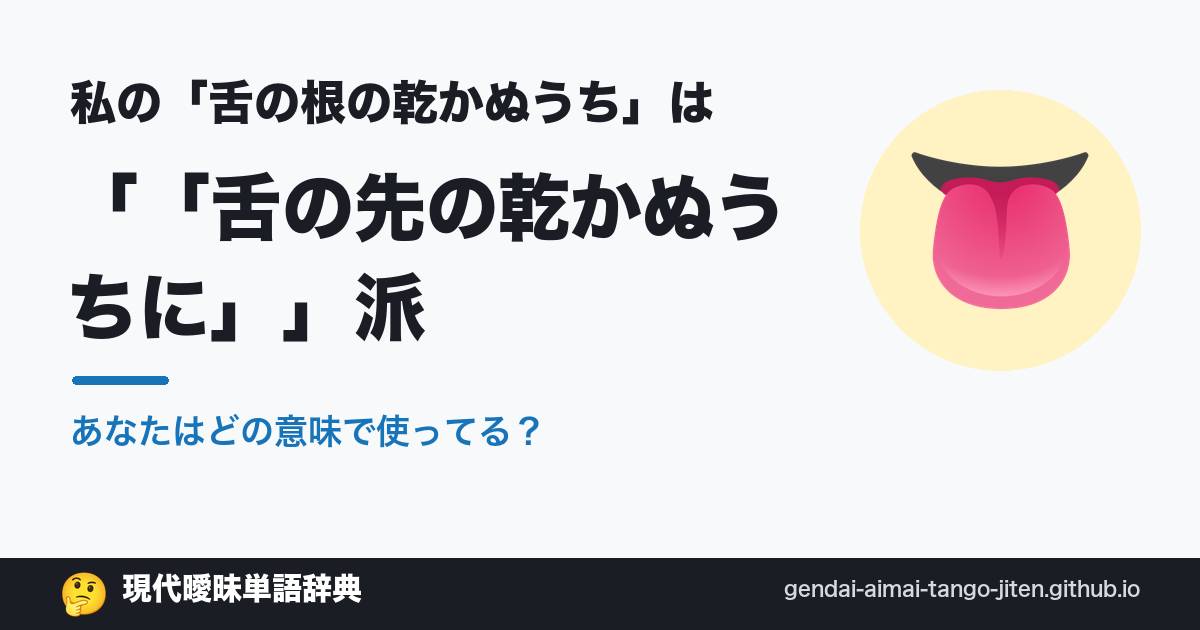 私の「舌の根の乾かぬうち」は
「「舌の先の乾かぬう
ちに」」派
あなたはどの意味で使ってる？
現代曖昧単語辞典
gendai-aimai-tango-jiten.github.io